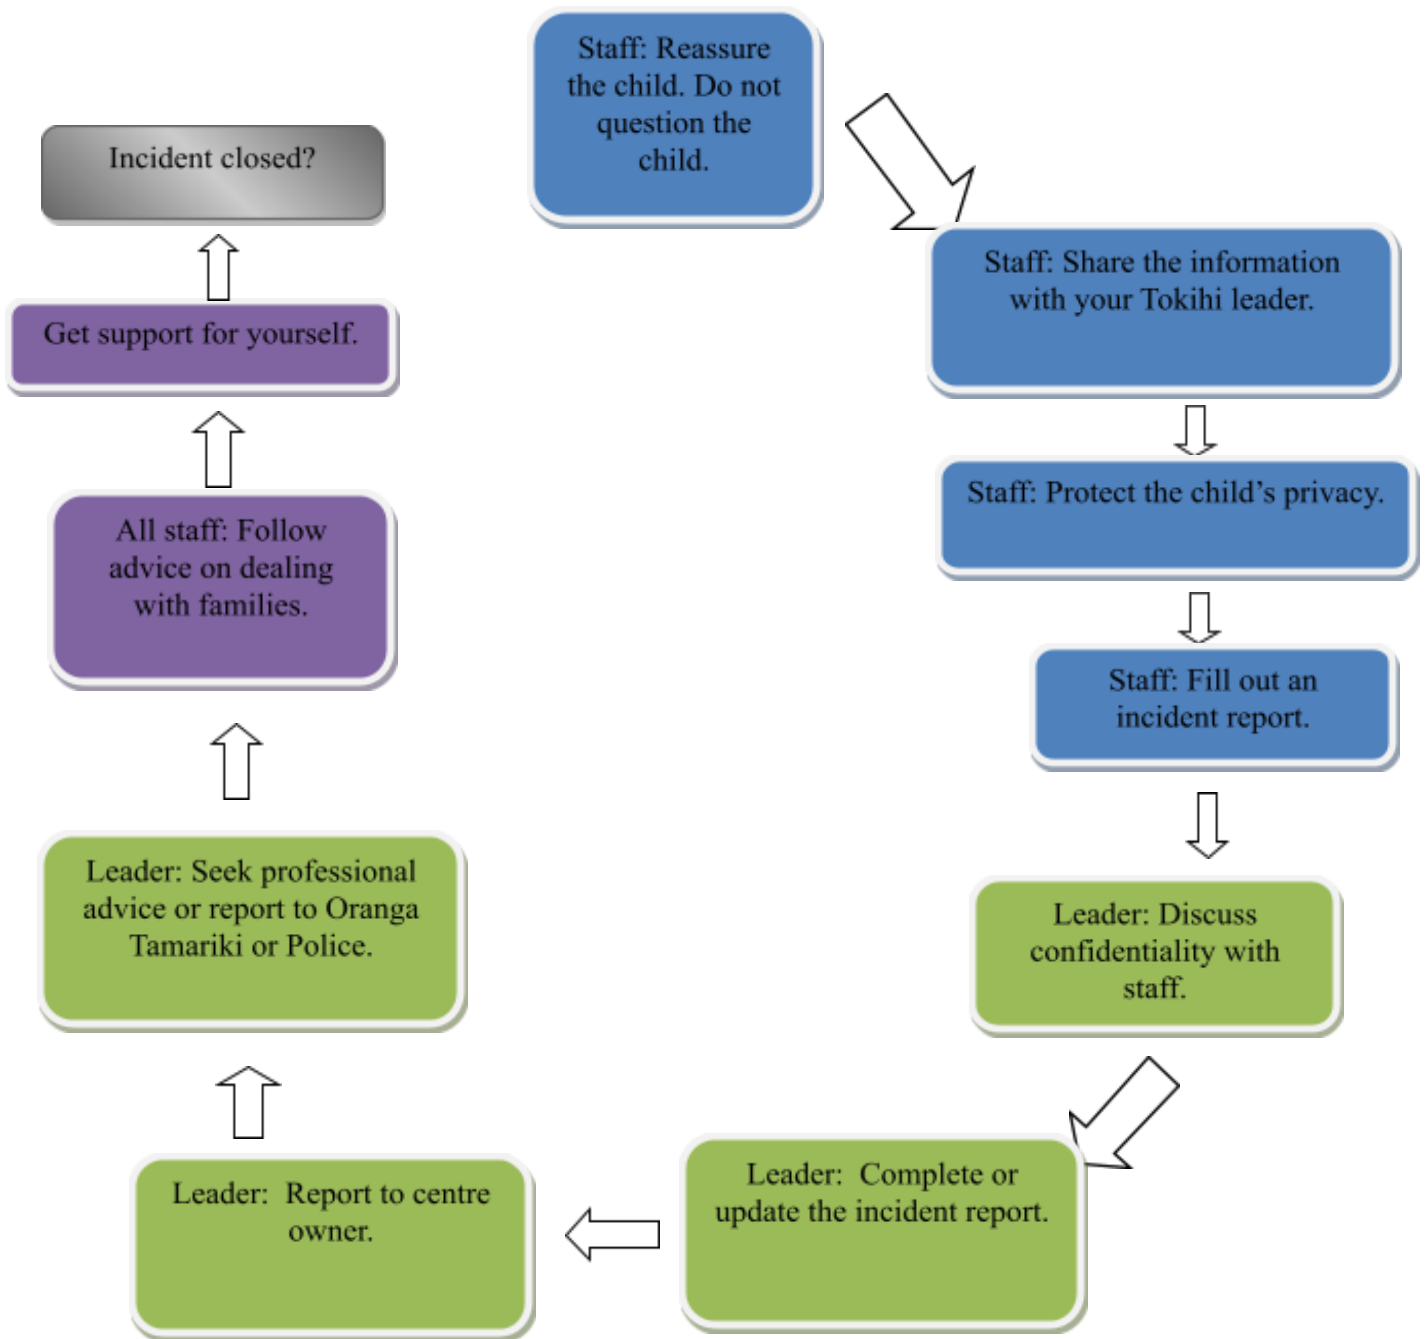 Staff: Reassure
the child. Do not
question the
child.
Staff: Share the information
with your Tokihi leader.
Staff: Protect the child’s privacy.
Staff: Fill out an
incident report.
Leader: Discuss
confidentiality with
staff.
Leader:  Complete or
update the incident report.
Leader:  Report to centre
owner.
Leader: Seek professional
advice or report to Oranga
Tamariki or Police.
All staff: Follow
advice on dealing
with families.
Get support for yourself.
Incident closed?